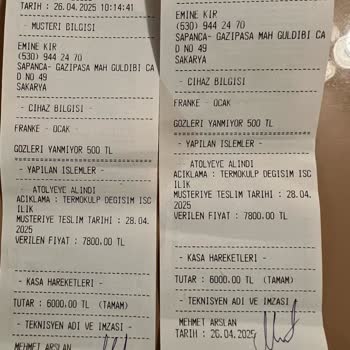 TARIH : 26.04.2025 10:14:41
- MUSTERI BILGISI
EMINE KIR
(530) 944 24 70
SAPANCA- GAZIPASA MAH GULDIBI CA
D NO 49
SAKARYA
- CIHAZ BILGISI
FRANKE - OCAK
GOZLERI YANMIYOR 500 TL
- YAPILAN ISLEMLER -
ATOLYEYE ALINDI
ACIKLAMA : TERMOKUPL DEGISIM ISC
ILIK
MUSTERIYE TESLIM TARIHI : 28.04.
2025
VERILEN FIYAT : 7800.00 TL
- KASA HAREKETLERI -
TUTAR : 6000.00 TL (TAMAM)
- TEKNISYEN ADI VE IMZASI -
MEHMET ARSLAN
EMINE KIR
(530) 944 24 70
SAPANCA- GAZIPASA MAH GULDIBI CA
D NO 49
SAKARYA
- CIHAZ BILGISI
FRANKE - OCAK
GOZLERI YANMIYOR 500 TL
- YAPILAN ISLEMLER -
ATOLYEYE ALINDI
ACIKLAMA : TERMOKUPL DEGISIM ISC
ILIK
MUSTERIYE TESLIM TARIHI : 28.04.
2025
VERILEN FIYAT : 7800.00 TL
- KASA HAREKETLERI -
TUTAR : 6000.00 TL (TAMAM)
- TEKNISYEN ADI VE IMZASI
MEHMET ARSLAN
TARIH : 26.04.2025